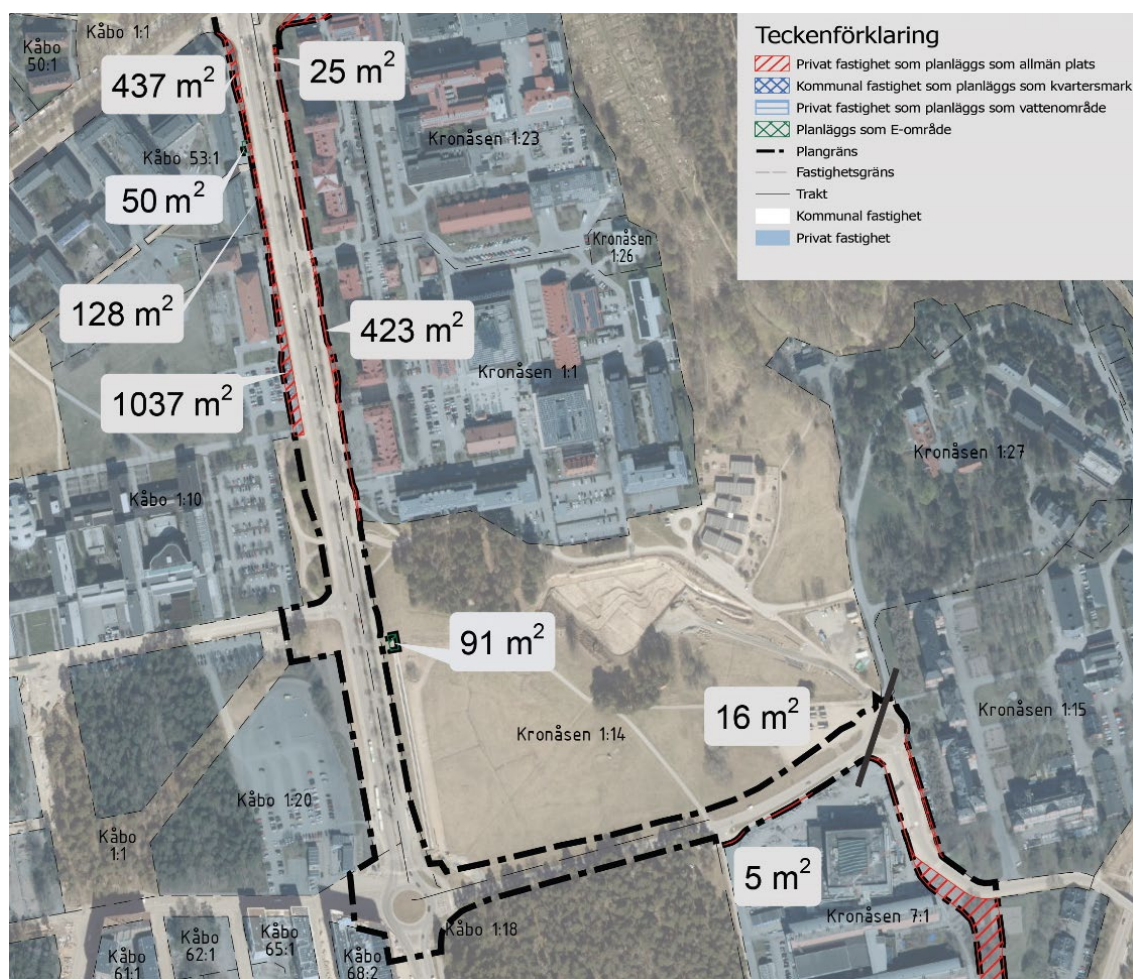 Kåbo 1:1
Kåbo
50:1
437 m²
25 m²
Teckenförklaring
Privat fastighet som planläggs som allmän plats
Kommunal fastighet som planläggs som kvartersmark
Privat fastighet som planläggs som vattenområde
Planläggs som E-område
Plangräns
Fastighetsgräns
Trakt
Kommunal fastighet
Privat fastighet
Kronåsen 1:23
Kåbo 53:1
50 m²
Kronåsen
1:26
128 m²
423 m²
Kronåsen 1:1
1037 m²
Kronåsen 1:27
Kåbo 1:10
91 m²
16 m²
Kronåsen 1:15
Kronåsen 1:14
Kåbo 1:20
Kåbo
1:1
5 m²
Kronåsen 7:1
Kåbo 1:18
Kåbo
61:1
Kåbo
62:1
Kåbo
65:1
Kåbo
68:2